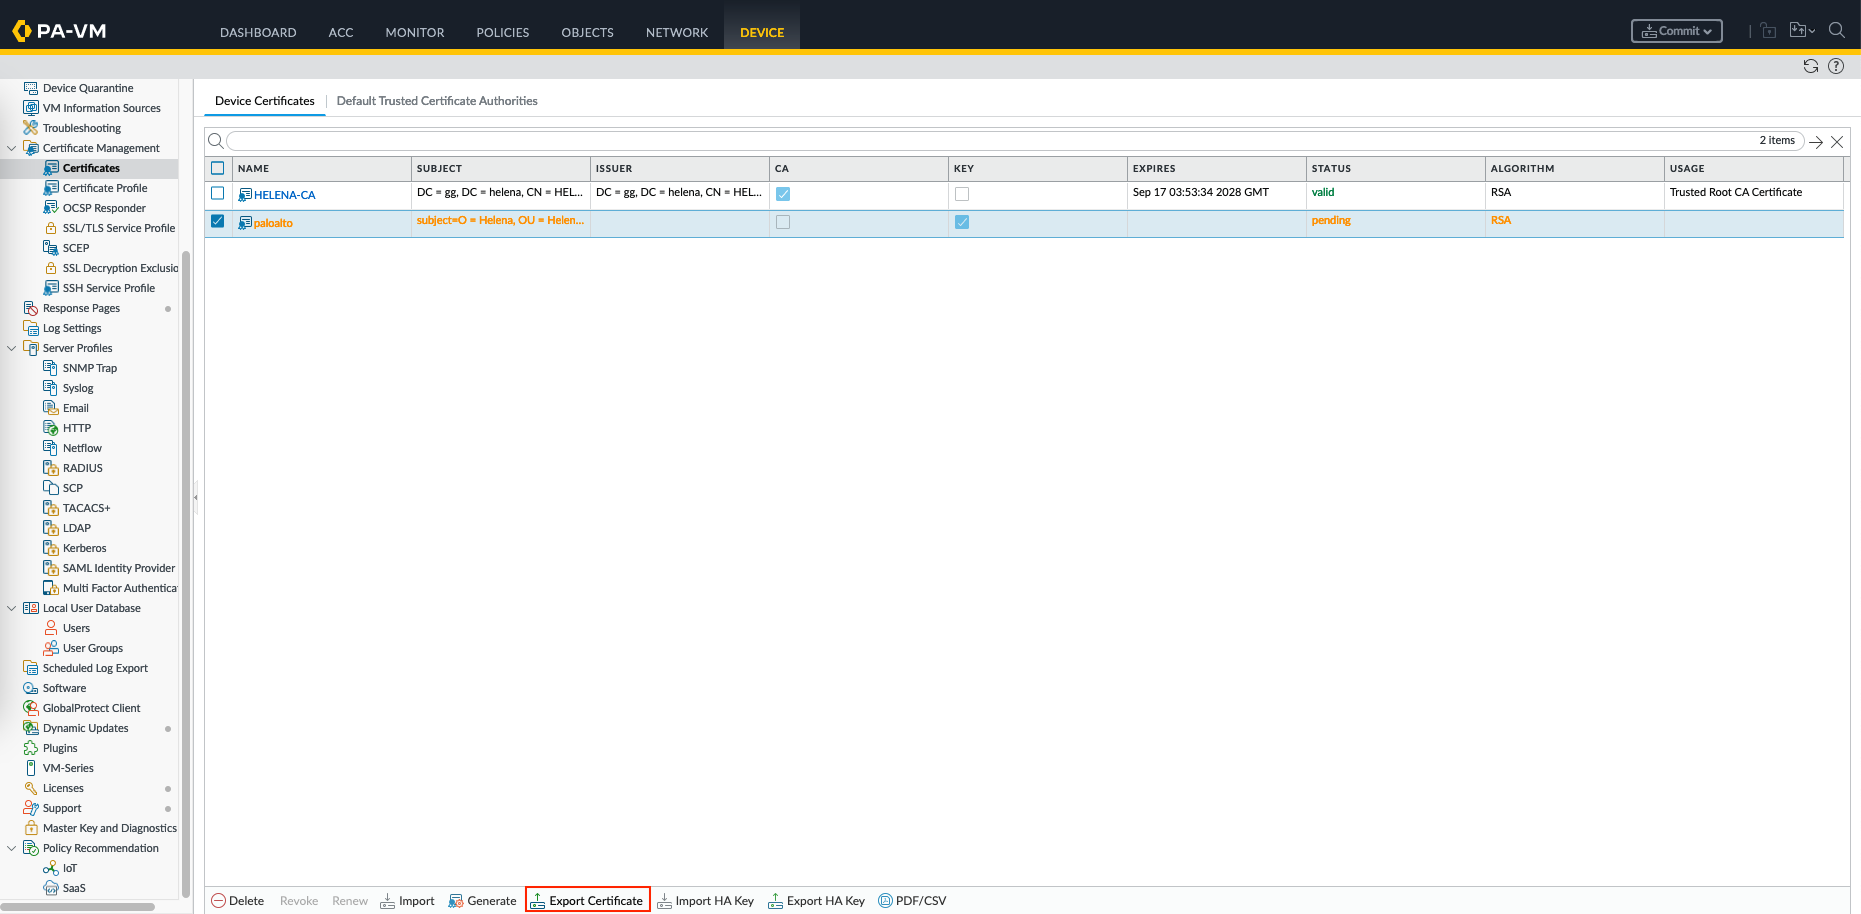 PA-VM
DASHBOARD ACC MONITOR POLICIES OBJECTS NETWORK DEVICE
Commit
Device Quarantine
VM Information Sources
Troubleshooting
Certificate Management
Certificates
Certificate Profile
OCSP Responder
SSL/TLS Service Profile
SCEP
SSL Decryption Exclusio
SSH Service Profile
Response Pages
Log Settings
Server Profiles
SNMP Trap
Syslog
Email
HTTP
Netflow
RADIUS
SCP
TACACS+
LDAP
Kerberos
SAML Identity Provider
Multi Factor Authentica
Local User Database
Users
User Groups
Scheduled Log Export
Software
GlobalProtect Client
Dynamic Updates
Plugins
VM-Series
Licenses
Support
Master Key and Diagnostics
Policy Recommendation
IoT
SaaS
Device Certificates Default Trusted Certificate Authorities
2 items
NAME SUBJECT ISSUER CA KEY EXPIRES STATUS ALGORITHM USAGE
HELENA-CA DC = gg, DC = helena, CN = HEL... DC = gg, DC = helena, CN = HEL... Sep 17 03:53:34 2028 GMT valid RSA Trusted Root CA Certificate
paloalto subject=O = Helena, OU = Helen... pending RSA
Delete Revoke Renew Import Generate Export Certificate Import HA Key Export HA Key PDF/CSV